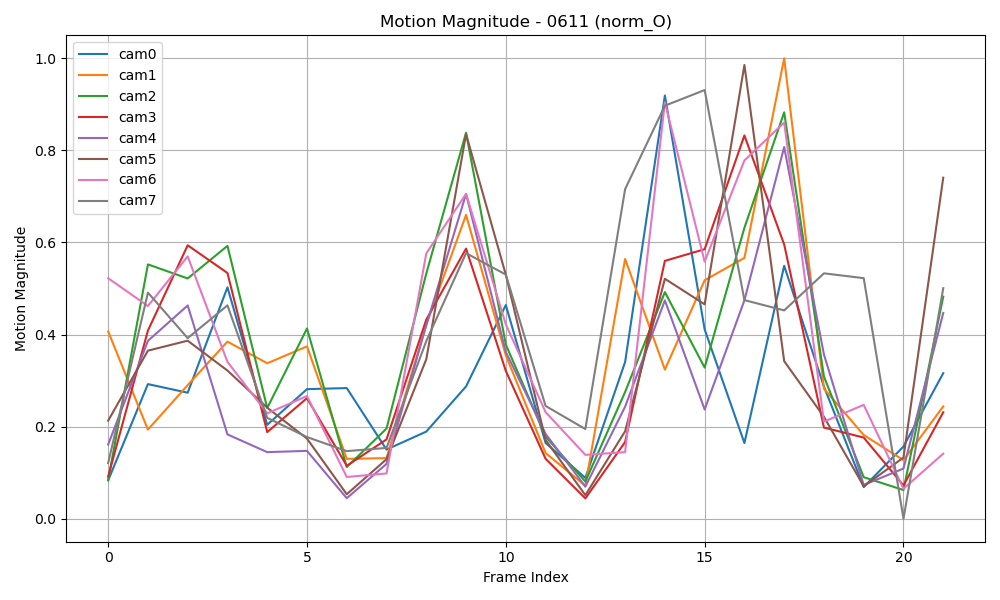 Motion Magnitude - 0611 (norm_O)
1.0
0.8
0.6
0.4
0.2
0.0
Motion Magnitude
cam0
cam1
cam2
cam3
cam4
cam5
cam6
cam7
0 5 10 15 20
Frame Index